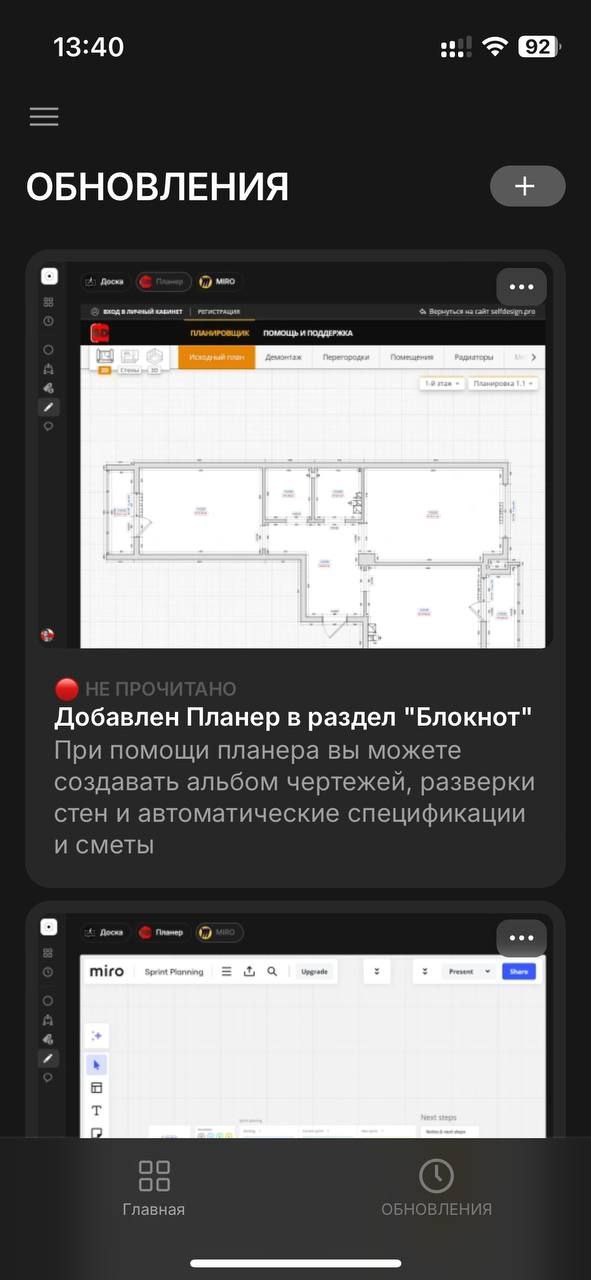 13:40
92
ОБНОВЛЕНИЯ
+
Доска Планер MIRO
ВХОД В ЛИЧНЫЙ КАБИНЕТ | РЕГИСТРАЦИЯ Вернуться на сайт selfdesign.pro
ПЛАНИРОВЩИК ПОМОЩЬ И ПОДДЕРЖКА
2D Стены 3D
Исходный план Демонтаж Перегородки Помещения Радиаторы
1-й этаж Планировка 1.1
НЕ ПРОЧИТАНО
Добавлен Планер в раздел "Блокнот"
При помощи планера вы можете
создавать альбом чертежей, разверки
стен и автоматические спецификации
и сметы
Доска Планер MIRO
miro Sprint Planning Upgrade Present Share
T
Next steps
Notes & next steps
Главная ОБНОВЛЕНИЯ